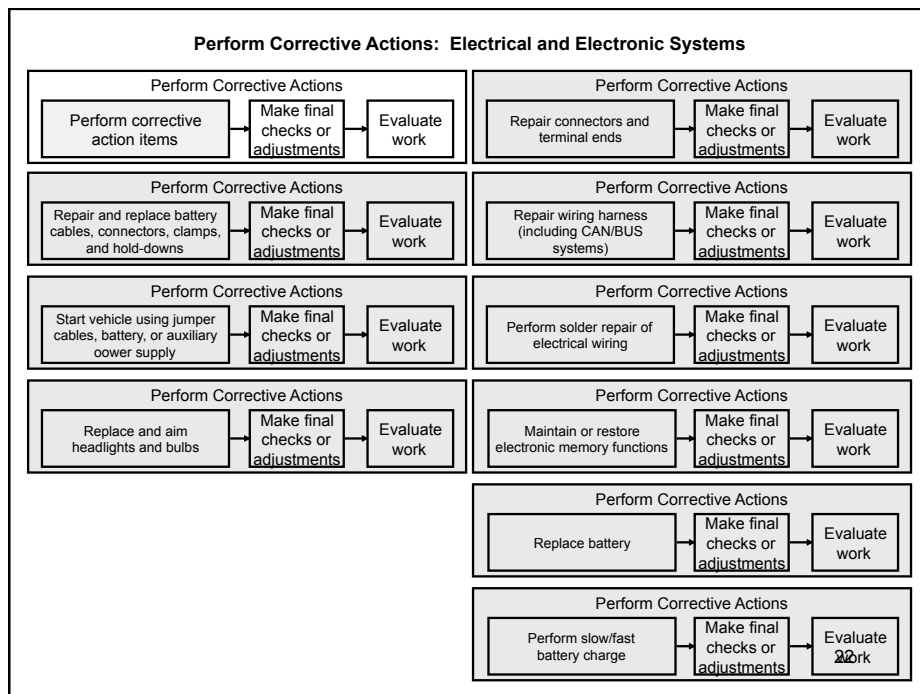 Perform Corrective Actions: Electrical and Electronic Systems
Perform Corrective Actions
Perform corrective
action items
Make final
checks or
adjustments
Evaluate
work
Perform Corrective Actions
Repair connectors and
terminal ends
Make final
checks or
adjustments
Evaluate
work
Perform Corrective Actions
Repair and replace battery
cables, connectors, clamps,
and hold-downs
Make final
checks or
adjustments
Evaluate
work
Perform Corrective Actions
Repair wiring harness
(including CAN/BUS
systems)
Make final
checks or
adjustments
Evaluate
work
Perform Corrective Actions
Start vehicle using jumper
cables, battery, or auxiliary
oower supply
Make final
checks or
adjustments
Evaluate
work
Perform Corrective Actions
Perform solder repair of
electrical wiring
Make final
checks or
adjustments
Evaluate
work
Perform Corrective Actions
Replace and aim
headlights and bulbs
Make final
checks or
adjustments
Evaluate
work
Perform Corrective Actions
Maintain or restore
electronic memory functions
Make final
checks or
adjustments
Evaluate
work
Perform Corrective Actions
Replace battery
Make final
checks or
adjustments
Evaluate
work
Perform Corrective Actions
Perform slow/fast
battery charge
Make final
checks or
adjustments
Evaluate
work
22